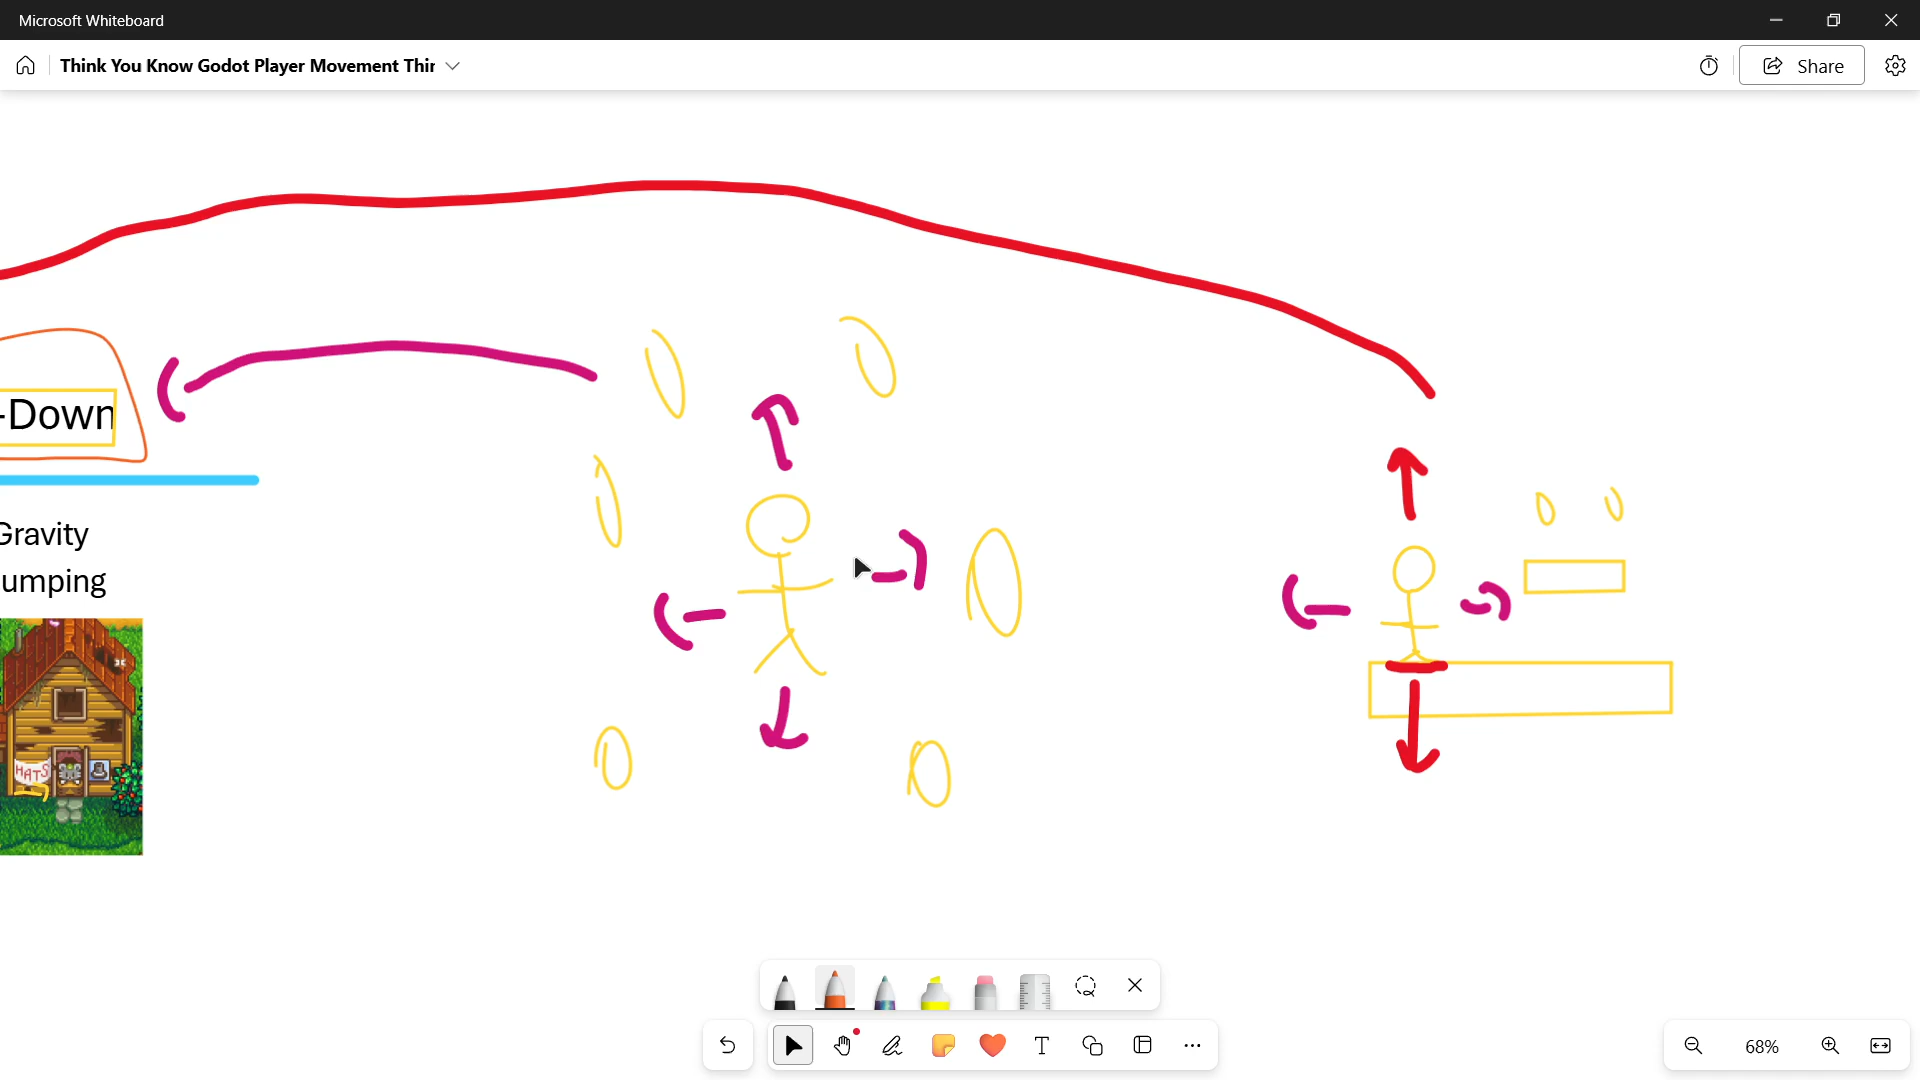 Microsoft Whiteboard
Think You Know Godot Player Movement Thir
Share
-Down
Gravity
umping
HATS
68%